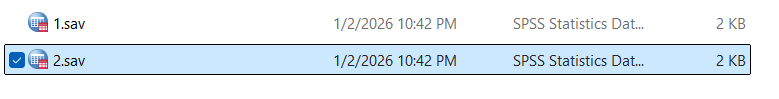 1.sav 1/2/2026 10:42 PM SPSS Statistics Dat... 2 KB
2.sav 1/2/2026 10:42 PM SPSS Statistics Dat... 2 KB